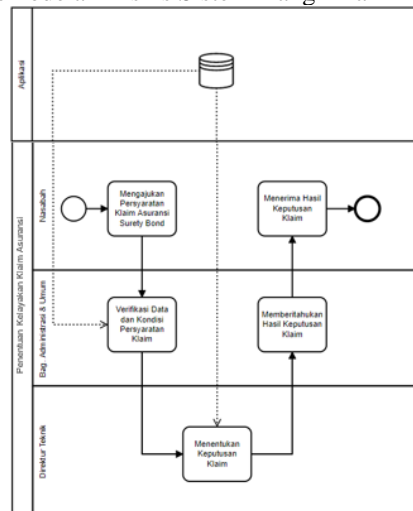 Aplikasi
Penentuan Kelayakan Klaim Asuransi
Nasabah
Mengajukan
Persyaratan
Klaim Asuransi
Surety Bond
Menerima Hasil
Keputusan
Klaim
Bag. Administrasi & Umum
Verifikasi Data
dan Kondisi
Persyaratan
Klaim
Memberitahukan
Hasil Keputusan
Klaim
Direktur Teknik
Menentukan
Keputusan
Klaim